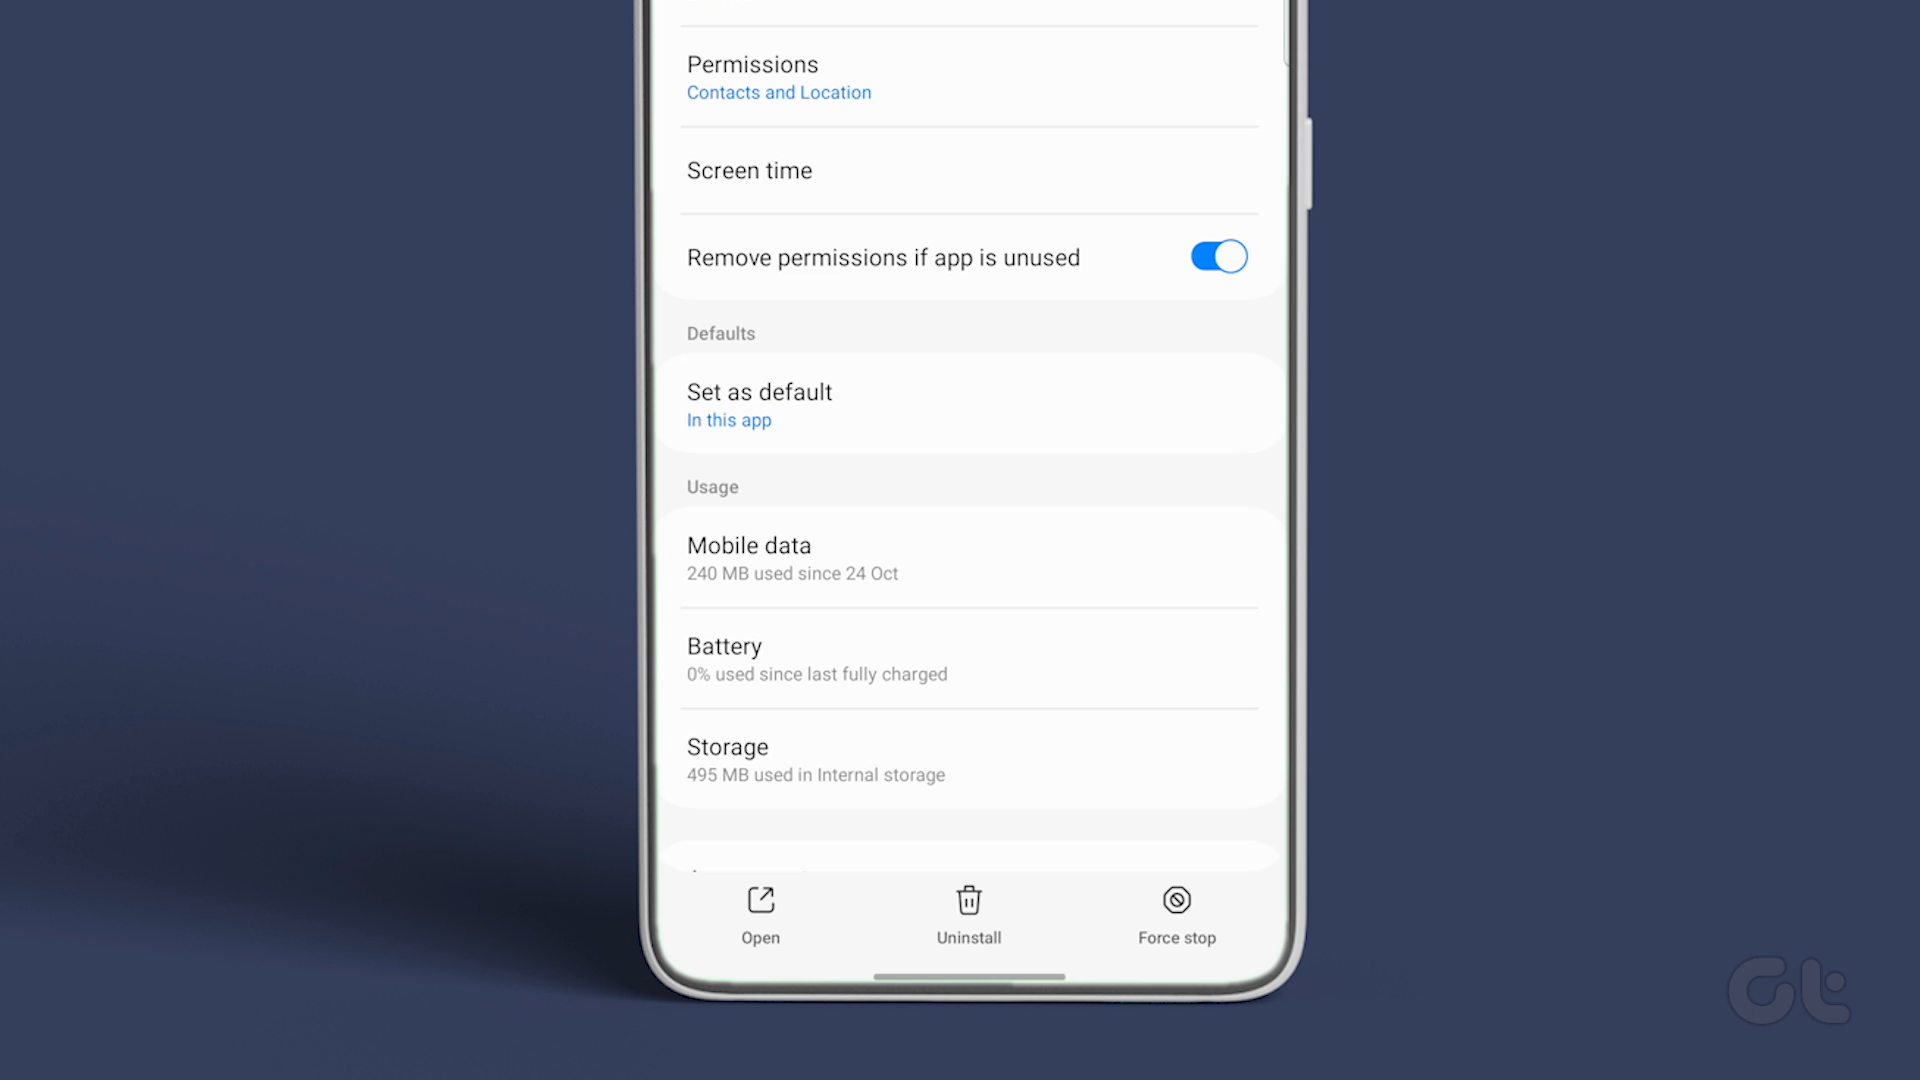 Permissions
Contacts and Location
Screen time
Remove permissions if app is unused
Defaults
Set as default
In this app
Usage
Mobile data
240 MB used since 24 Oct
Battery
0% used since last fully charged
Storage
495 MB used in Internal storage
Open
Uninstall
Force stop
Gt